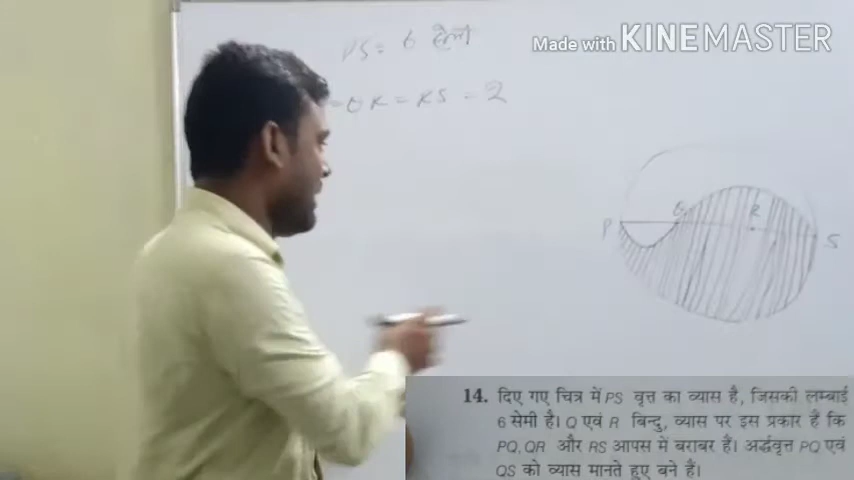 Made with KINEMASTER
PS = 6 सेमी
= QR = RS = 2
P
Q
R
S
14. दिए गए चित्र में PS वृत्त का व्यास है, जिसकी लम्बाई
6 सेमी है। Q एवं R बिन्दु, व्यास पर इस प्रकार हैं कि
PQ, QR और RS आपस में बराबर हैं। अर्द्धवृत्त PQ एवं
QS को व्यास मानते हुए बने हैं।